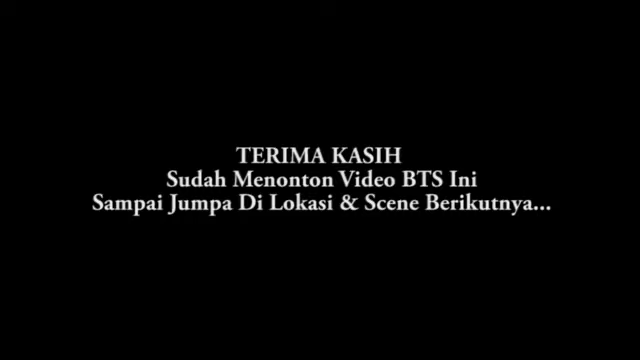 TERIMA KASIH
Sudah Menonton Video BTS Ini
Sampai Jumpa Di Lokasi & Scene Berikutnya...